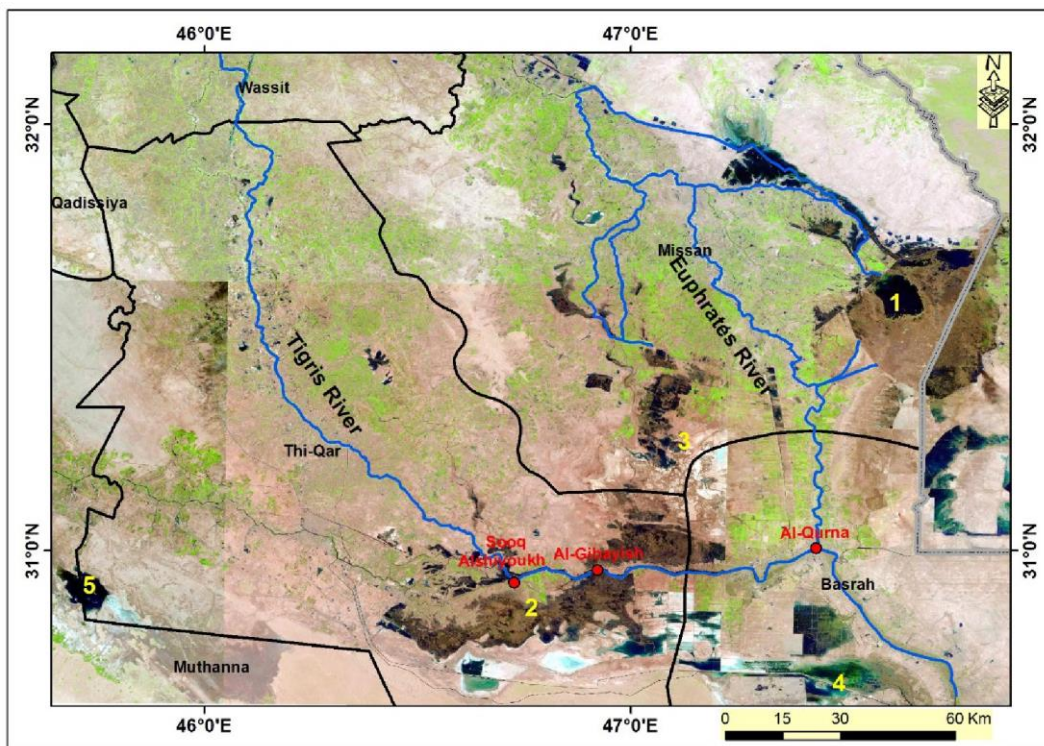 46°0'E
47°0'E
N
Wassit
32°0'N
32°0'N
Qadissiya
Missan
Euphrates River
1
Tigris River
Thi-Qar
3
31°0'N
31°0'N
Al-Qurna
Sooq
Alshiyoukh
Al-Gibayish
Basrah
5
2
Muthanna
4
46°0'E
47°0'E
0 15 30 60 Km